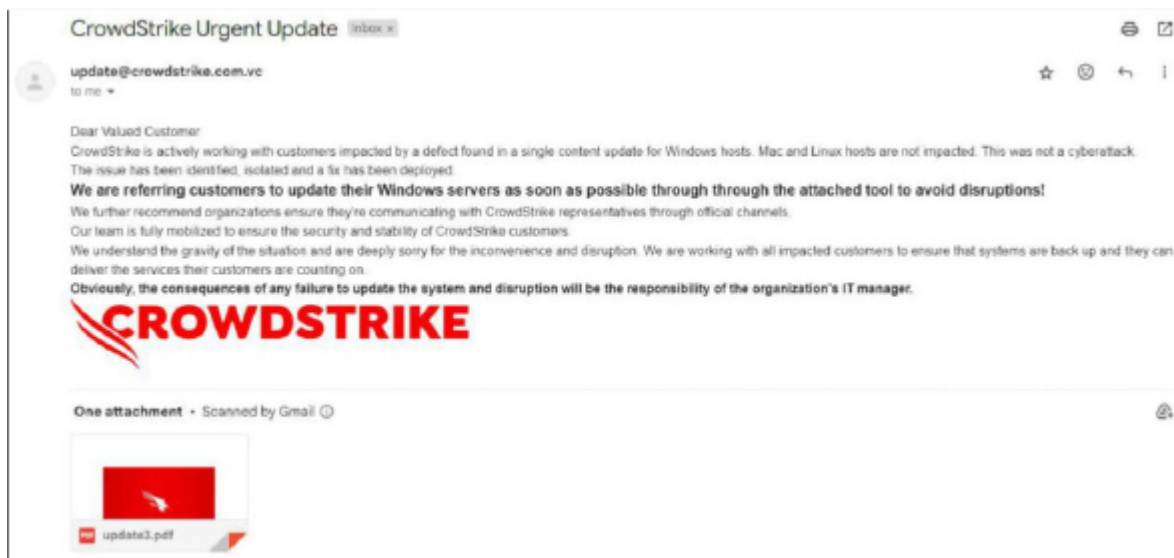 CrowdStrike Urgent Update Inbox ×
update@crowdstrike.com.vc
to me
Dear Valued Customer
CrowdStrike is actively working with customers impacted by a defect found in a single content update for Windows hosts. Mac and Linux hosts are not impacted. This was not a cyberattack.
The issue has been identified, isolated and a fix has been deployed.
We are referring customers to update their Windows servers as soon as possible through through the attached tool to avoid disruptions!
We further recommend organizations ensure they're communicating with CrowdStrike representatives through official channels.
Our team is fully mobilized to ensure the security and stability of CrowdStrike customers.
We understand the gravity of the situation and are deeply sorry for the inconvenience and disruption. We are working with all impacted customers to ensure that systems are back up and they can
deliver the services their customers are counting on.
Obviously, the consequences of any failure to update the system and disruption will be the responsibility of the organization's IT manager.
CROWDSTRIKE
One attachment • Scanned by Gmail
PDF update3.pdf